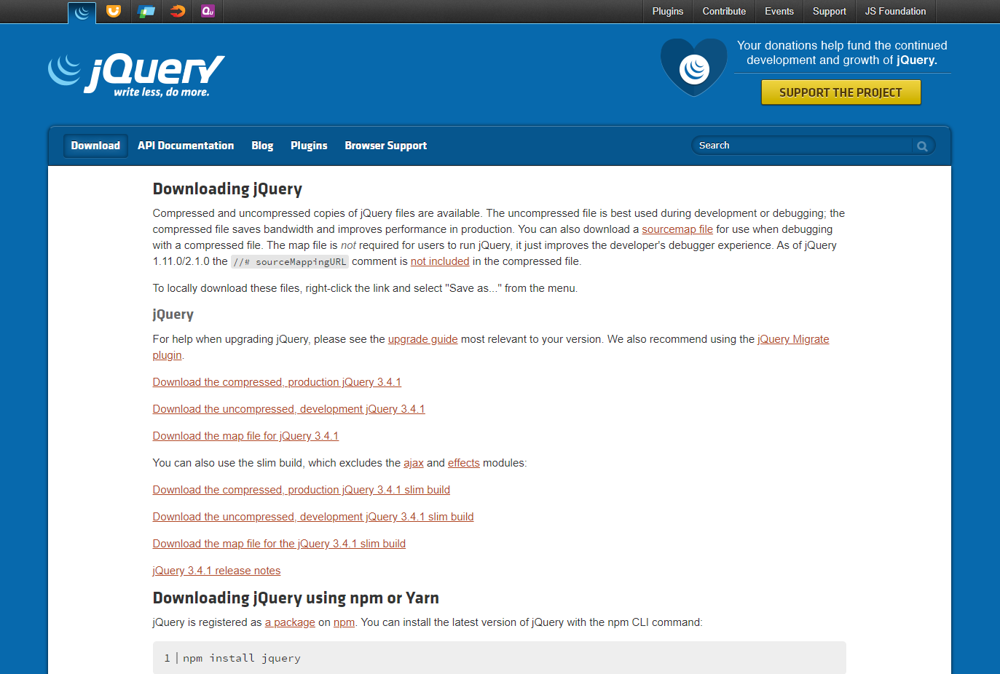 Qu
Plugins Contribute Events Support JS Foundation
jQuery
write less, do more.
Your donations help fund the continued
development and growth of jQuery.
SUPPORT THE PROJECT
Download API Documentation Blog Plugins Browser Support Search
Downloading jQuery
Compressed and uncompressed copies of jQuery files are available. The uncompressed file is best used during development or debugging; the
compressed file saves bandwidth and improves performance in production. You can also download a sourcemap file for use when debugging
with a compressed file. The map file is not required for users to run jQuery, it just improves the developer's debugger experience. As of jQuery
1.11.0/2.1.0 the //# sourceMappingURL comment is not included in the compressed file.
To locally download these files, right-click the link and select "Save as..." from the menu.
jQuery
For help when upgrading jQuery, please see the upgrade guide most relevant to your version. We also recommend using the jQuery Migrate
plugin.
Download the compressed, production jQuery 3.4.1
Download the uncompressed, development jQuery 3.4.1
Download the map file for jQuery 3.4.1
You can also use the slim build, which excludes the ajax and effects modules:
Download the compressed, production jQuery 3.4.1 slim build
Download the uncompressed, development jQuery 3.4.1 slim build
Download the map file for the jQuery 3.4.1 slim build
jQuery 3.4.1 release notes
Downloading jQuery using npm or Yarn
jQuery is registered as a package on npm. You can install the latest version of jQuery with the npm CLI command:
1 npm install jquery